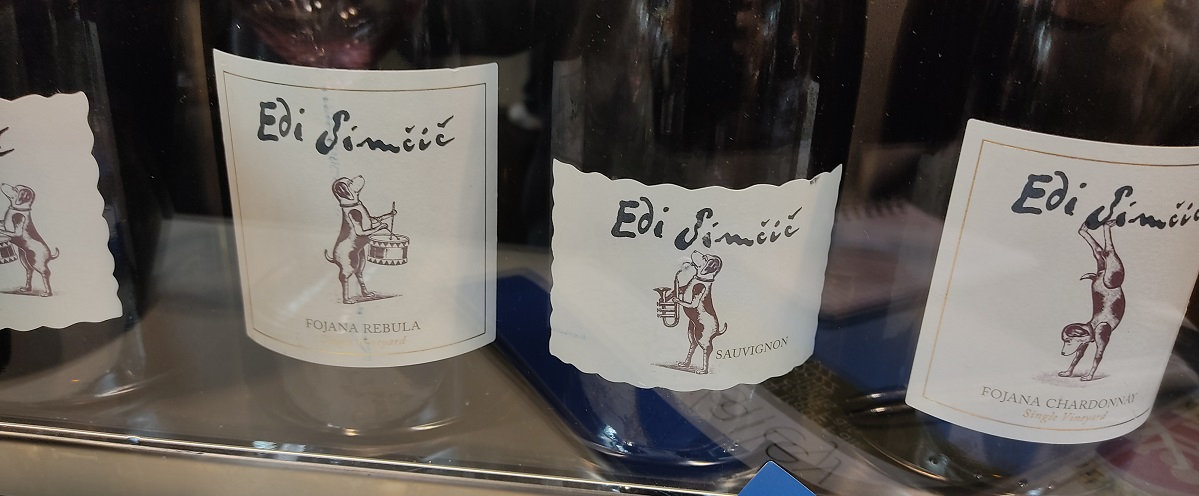 Edi Simčič
FOJANA REBULA
Single Vineyard
Edi Simčič
SAUVIGNON
Edi Simčič
FOJANA CHARDONNAY
Single Vineyard